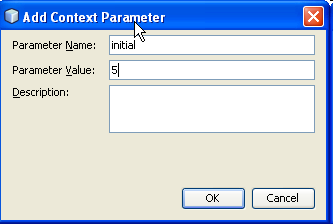 Add Context Parameter
Parameter Name: initial
Parameter Value: 5
Description:
OK Cancel